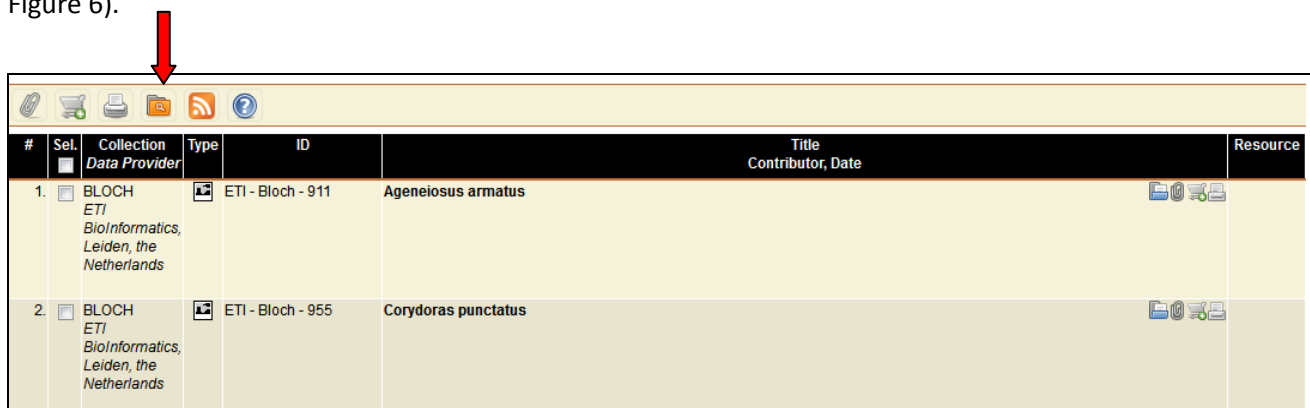 Figure 6).
# Sel. Collection Type ID Title Resource
Data Provider Contributor, Date
1. BLOCH ETI - Bloch - 911 Ageneiosus armatus
ETI
BioInformatics,
Leiden, the
Netherlands
2. BLOCH ETI - Bloch - 955 Corydoras punctatus
ETI
BioInformatics,
Leiden, the
Netherlands